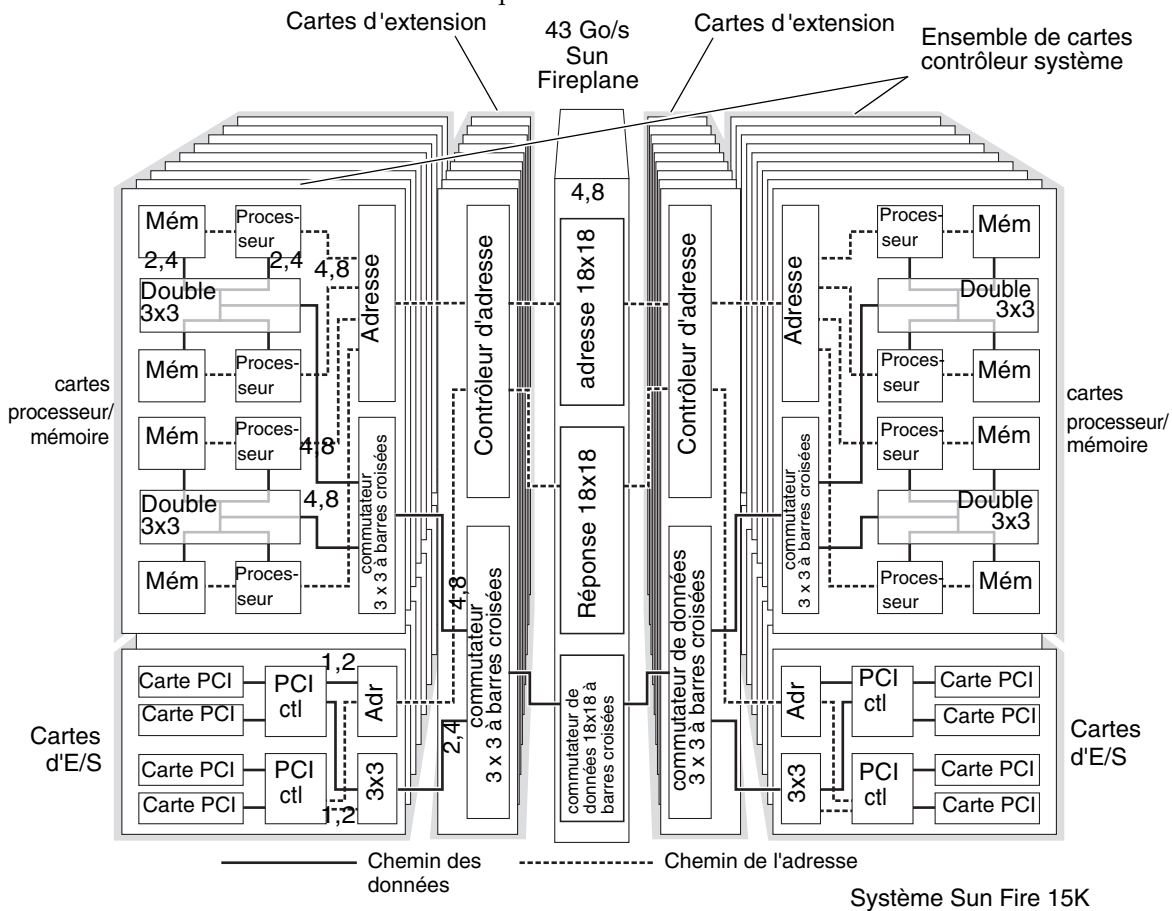 Cartes d'extension
43 Go/s
Sun
Fireplane
Cartes d'extension
Ensemble de cartes
contrôleur système
4,8
Mém
Proces-
seur
2,4
2,4
4,8
Double
3x3
Mém
Proces-
seur
Mém
Proces-
seur
4,8
4,8
Double
3x3
Mém
Proces-
seur
Adresse
commutateur
3 x 3 à barres croisées
cartes
processeur/
mémoire
Contrôleur d'adresse
4,8
commutateur
3 x 3 à barres croisées
2,4
adresse 18x18
Réponse 18x18
commutateur de
données 18x18 à
barres croisées
Contrôleur d'adresse
commutateur de données
3 x 3 à barres croisées
Adresse
commutateur
3 x 3 à barres croisées
Proces-
seur
Mém
Double
3x3
Proces-
seur
Mém
Proces-
seur
Mém
Double
3x3
Proces-
seur
Mém
cartes
processeur/
mémoire
Cartes
d'E/S
Carte PCI
Carte PCI
PCI
ctl
1,2
Adr
Carte PCI
Carte PCI
PCI
ctl
1,2
3x3
Adr
PCI
ctl
Carte PCI
Carte PCI
3x3
PCI
ctl
Carte PCI
Carte PCI
Cartes
d'E/S
Chemin des
données
Chemin de l'adresse
Système Sun Fire 15K